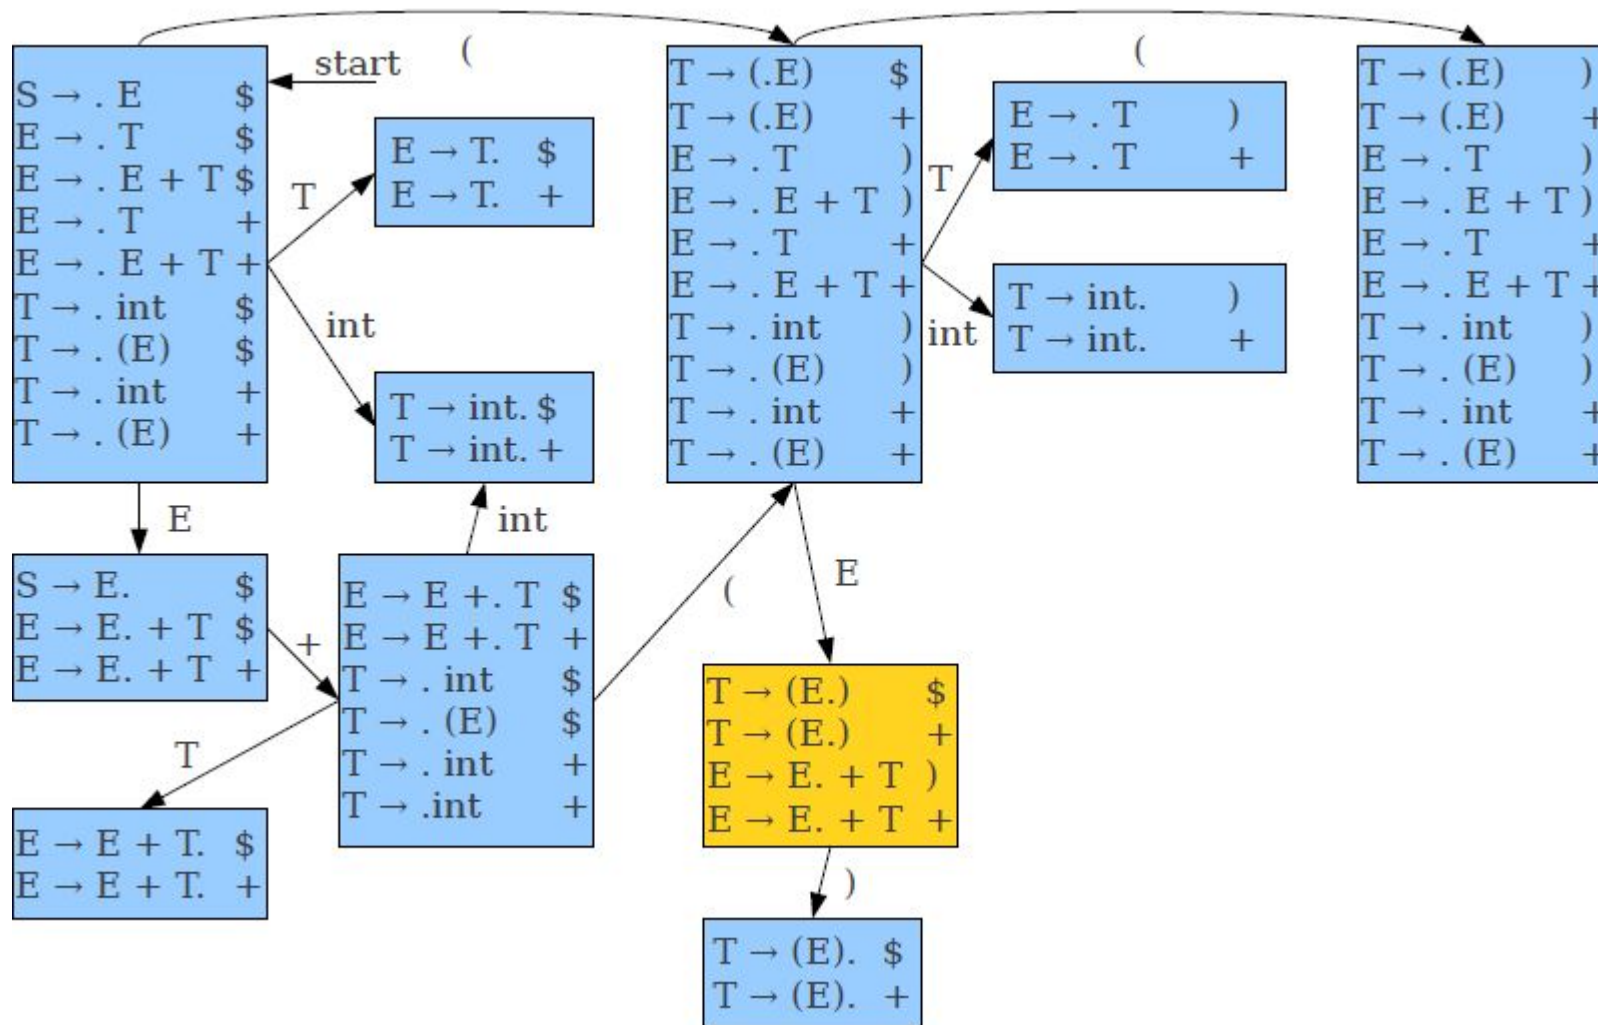 (
(
start
S → . E $
E → . T $
E → . E + T $
E → . T +
E → . E + T +
T → . int $
T → . (E) $
T → . int +
T → . (E) +
T
E → T. $
E → T. +
int
T → int. $
T → int. +
T → (.E) $
T → (.E) +
E → . T )
E → . E + T )
E → . T +
E → . E + T +
T → . int )
T → . (E) )
T → . int +
T → . (E) +
T
E → . T )
E → . T +
int
T → int. )
T → int. +
T → (.E) )
T → (.E) +
E → . T )
E → . E + T )
E → . T +
E → . E + T +
T → . int )
T → . (E) )
T → . int +
T → . (E) +
E
int
S → E. $
E → E. + T $
E → E. + T +
+
E → E +. T $
E → E +. T +
T → . int $
T → . (E) $
T → . int +
T → .int +
(
E
T
E → E + T. $
E → E + T. +
T → (E.) $
T → (E.) +
E → E. + T )
E → E. + T +
)
T → (E). $
T → (E). +